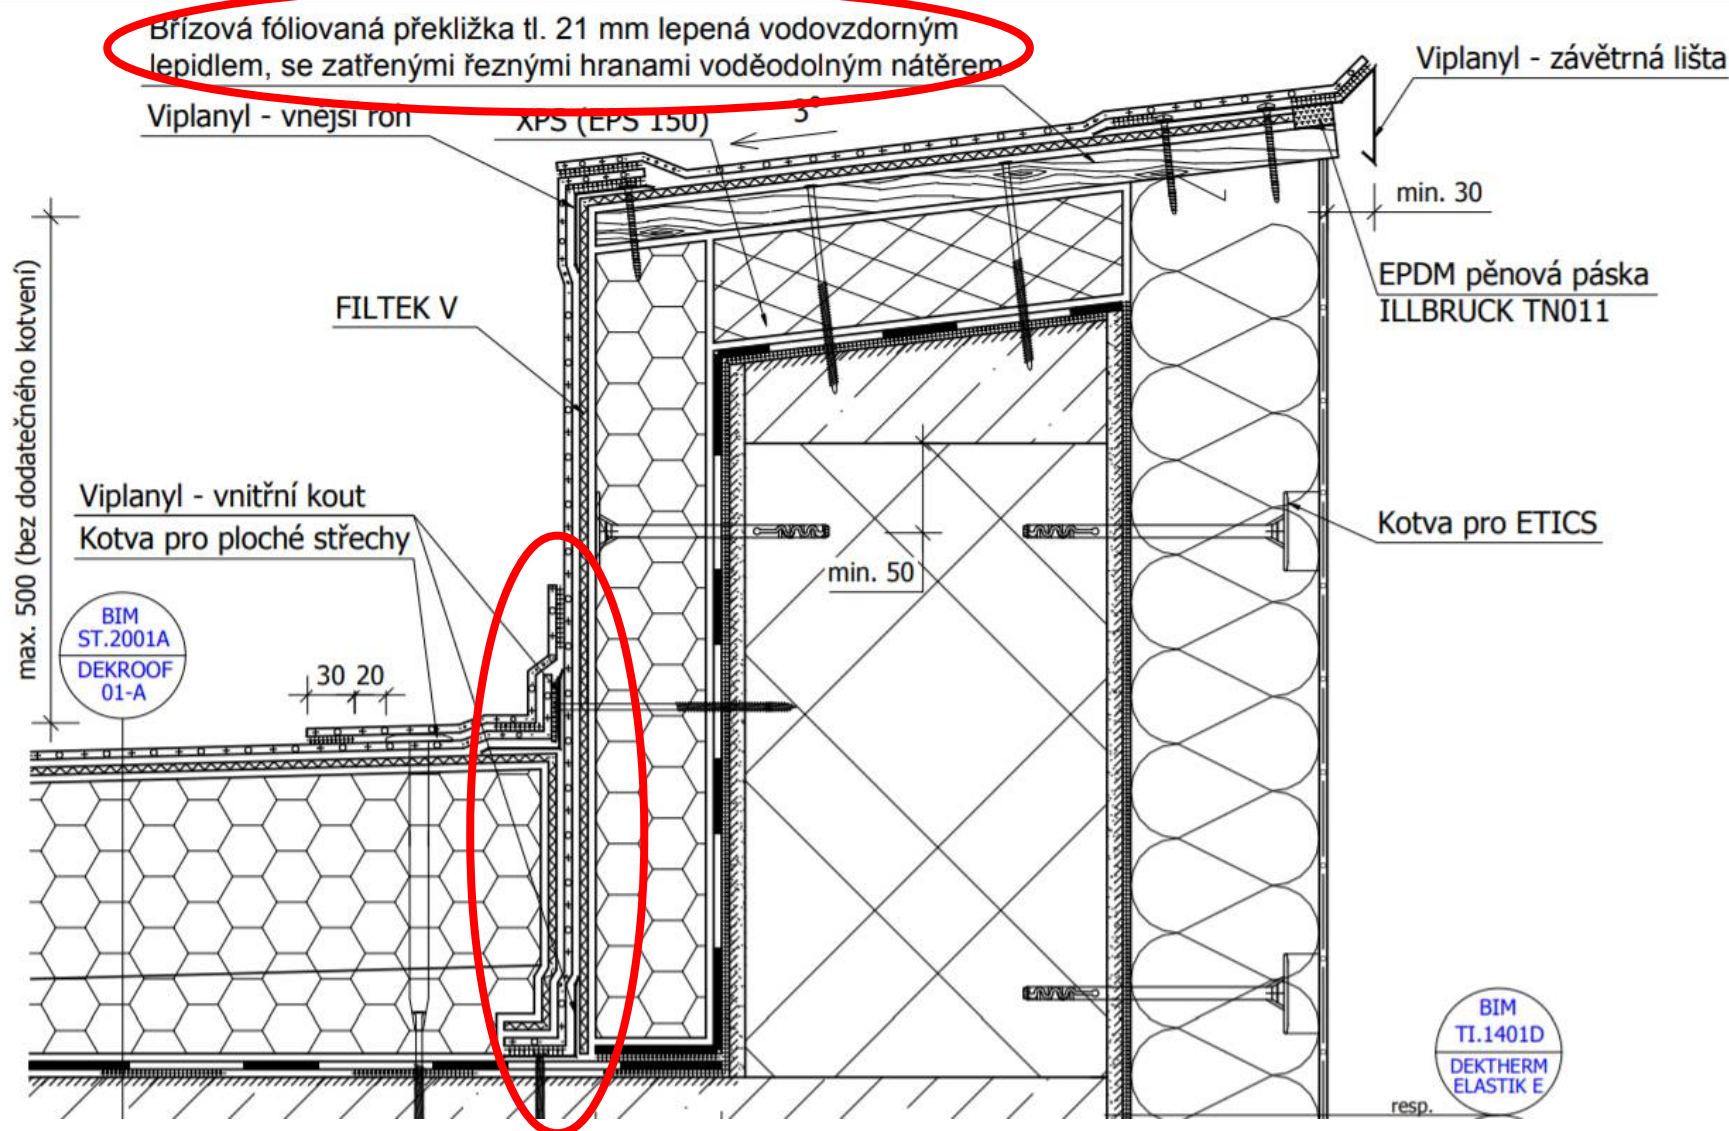 Břízová fóliovaná překližka tl. 21 mm lepená vodovzdorným
lepidlem, se zatřenými řeznými hranami voděodolným nátěrem
Viplanyl - závětrná lišta
Viplanyl - vnější roh
XPS (EPS 150)
3°
min. 30
EPDM pěnová páska
ILLBRUCK TN011
FILTEK V
max. 500 (bez dodatečného kotvení)
Viplanyl - vnitřní kout
Kotva pro ploché střechy
Kotva pro ETICS
min. 50
BIM
ST.2001A
DEKROOF
01-A
30 20
BIM
TI.1401D
DEKTHERM
ELASTIK E
resp.